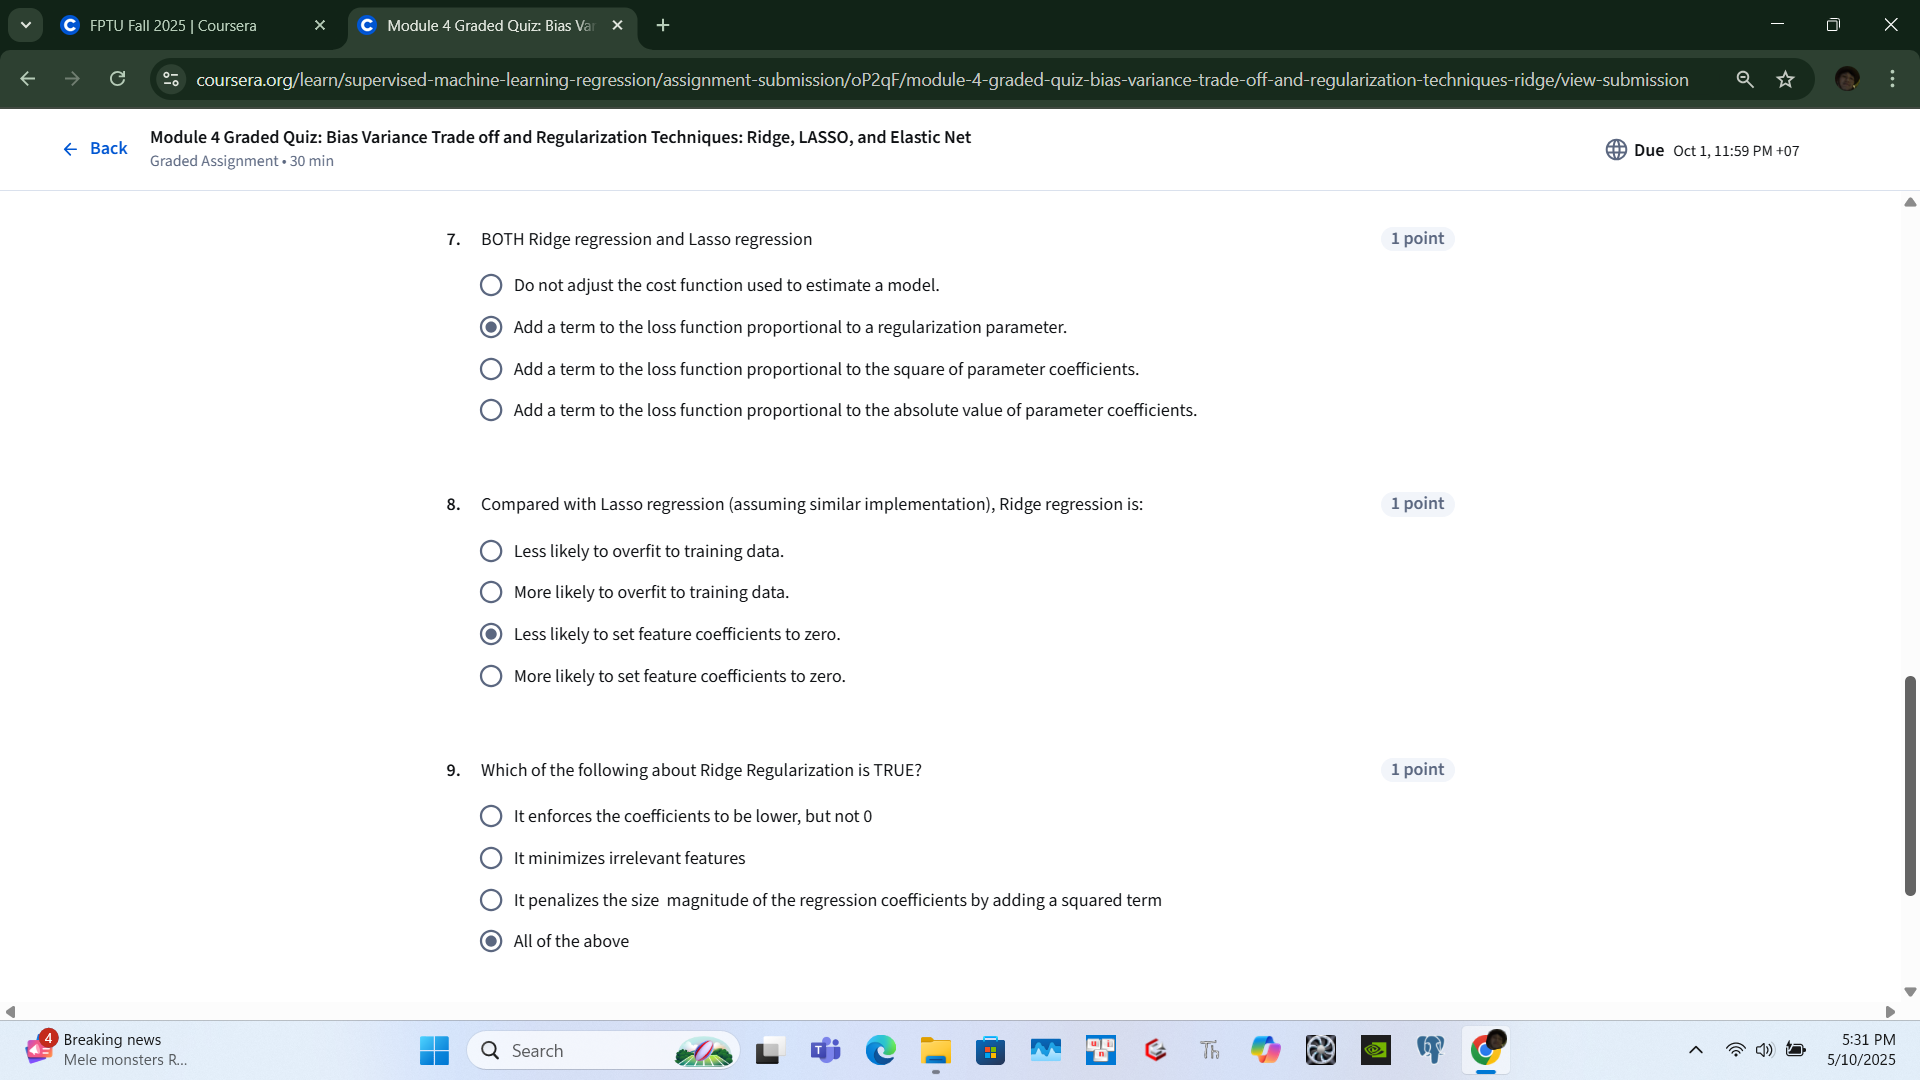 FPTU Fall 2025 | Coursera
Module 4 Graded Quiz: Bias Va
coursera.org/learn/supervised-machine-learning-regression/assignment-submission/oP2qF/module-4-graded-quiz-bias-variance-trade-off-and-regularization-techniques-ridge/view-submission
Back
Module 4 Graded Quiz: Bias Variance Trade off and Regularization Techniques: Ridge, LASSO, and Elastic Net
Graded Assignment • 30 min
Due Oct 1, 11:59 PM +07
7. BOTH Ridge regression and Lasso regression
1 point
Do not adjust the cost function used to estimate a model.
Add a term to the loss function proportional to a regularization parameter.
Add a term to the loss function proportional to the square of parameter coefficients.
Add a term to the loss function proportional to the absolute value of parameter coefficients.
8. Compared with Lasso regression (assuming similar implementation), Ridge regression is:
1 point
Less likely to overfit to training data.
More likely to overfit to training data.
Less likely to set feature coefficients to zero.
More likely to set feature coefficients to zero.
9. Which of the following about Ridge Regularization is TRUE?
1 point
It enforces the coefficients to be lower, but not 0
It minimizes irrelevant features
It penalizes the size magnitude of the regression coefficients by adding a squared term
All of the above
4
Breaking news
Mele monsters R...
Search
Th
5:31 PM
5/10/2025